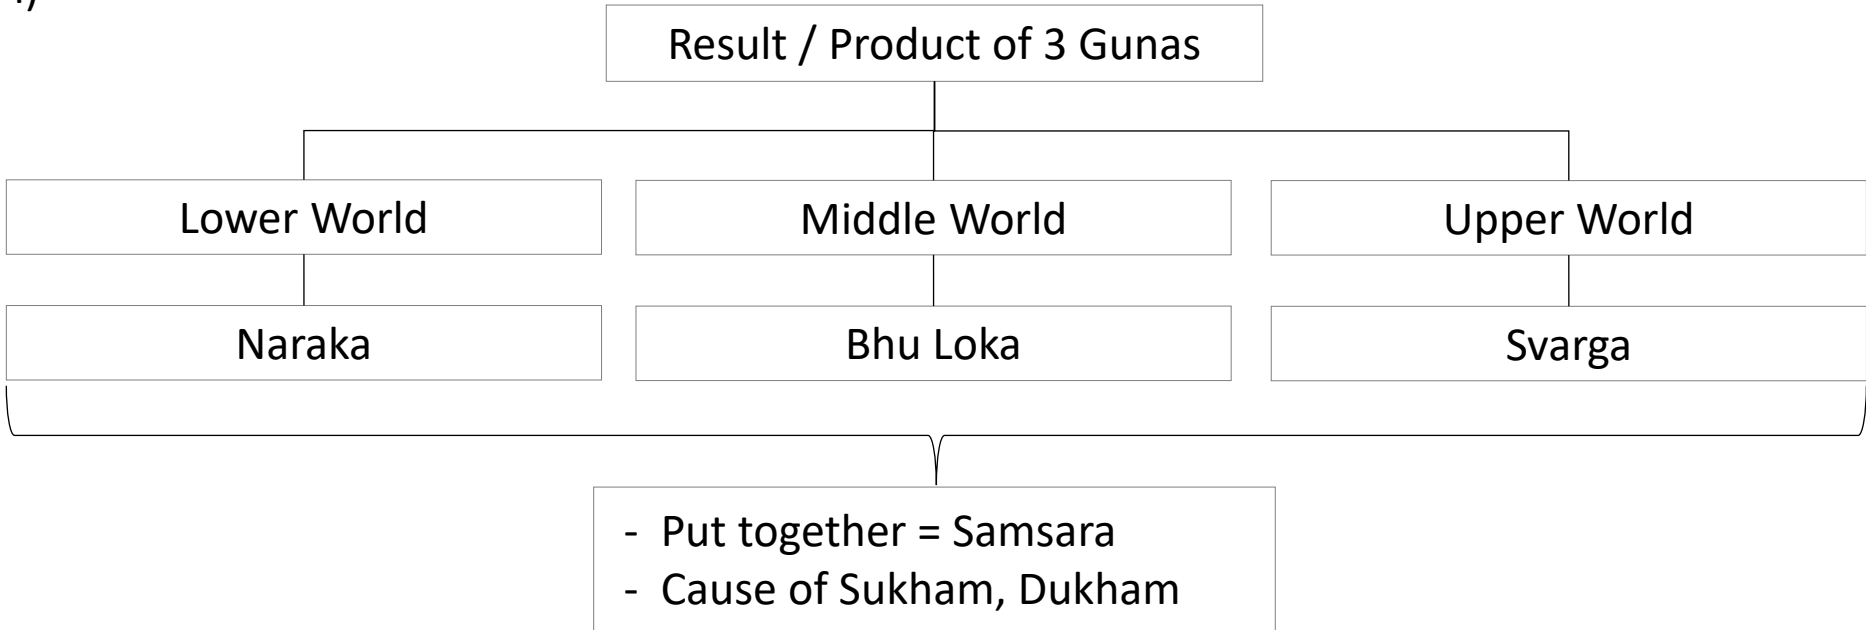 Result / Product of 3 Gunas
Lower World
Middle World
Upper World
Naraka
Bhu Loka
Svarga
- Put together = Samsara
- Cause of Sukham, Dukham